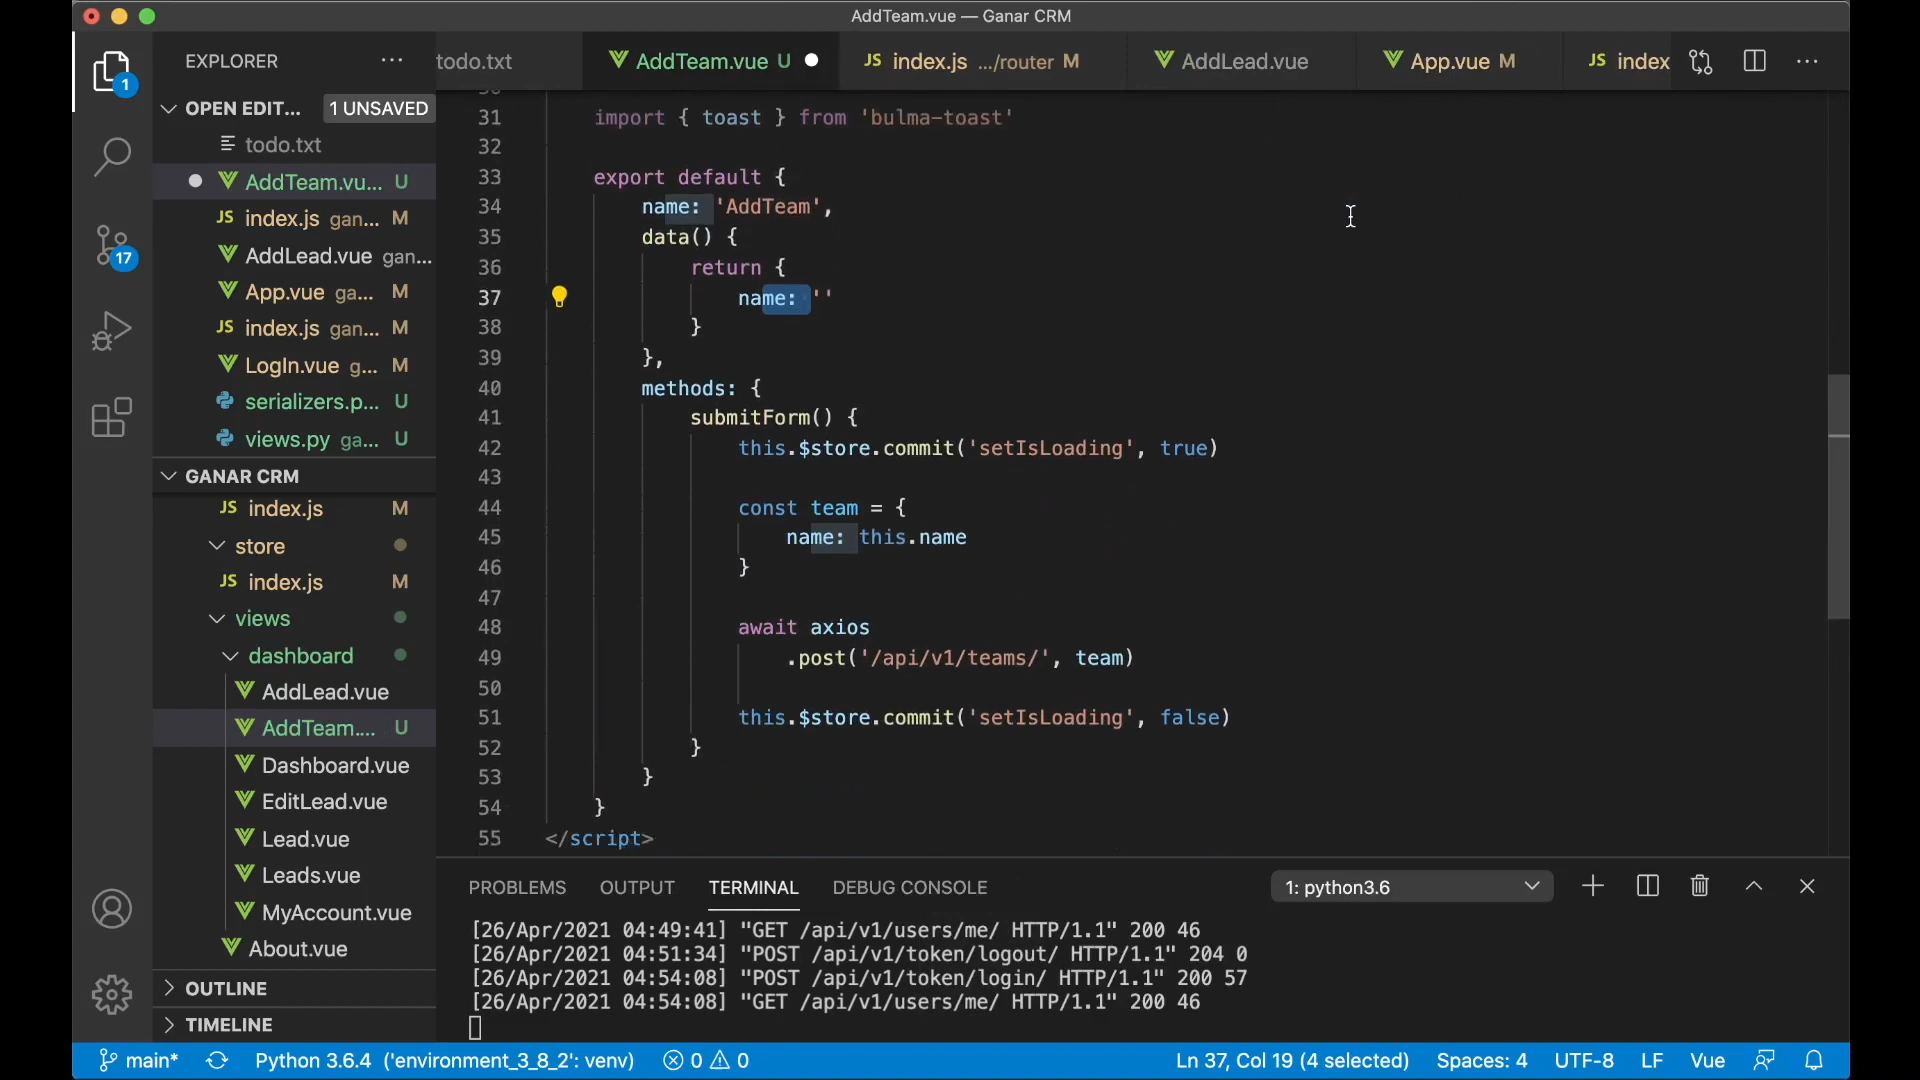 AddTeam.vue — Ganar CRM
EXPLORER
todo.txt
AddTeam.vue U
JS index.js .../router M
AddLead.vue
App.vue M
JS index
OPEN EDIT... 1 UNSAVED
todo.txt
AddTeam.vu... U
JS index.js gan... M
AddLead.vue gan...
App.vue ga... M
JS index.js gan... M
LogIn.vue g... M
serializers.p... U
views.py ga... U
GANAR CRM
JS index.js M
store
JS index.js M
views
dashboard
AddLead.vue
AddTeam.... U
Dashboard.vue
EditLead.vue
Lead.vue
Leads.vue
MyAccount.vue
About.vue
OUTLINE
TIMELINE
1
17
31 import { toast } from 'bulma-toast'
32
33 export default {
34 name: 'AddTeam',
35 data() {
36 return {
37 name: ''
38 }
39 },
40 methods: {
41 submitForm() {
42 this.$store.commit('setIsLoading', true)
43
44 const team = {
45 name: this.name
46 }
47
48 await axios
49 .post('/api/v1/teams/', team)
50
51 this.$store.commit('setIsLoading', false)
52 }
53 }
54 }
55 </script>
PROBLEMS OUTPUT TERMINAL DEBUG CONSOLE 1: python3.6
[26/Apr/2021 04:49:41] "GET /api/v1/users/me/ HTTP/1.1" 200 46
[26/Apr/2021 04:51:34] "POST /api/v1/token/logout/ HTTP/1.1" 204 0
[26/Apr/2021 04:54:08] "POST /api/v1/token/login/ HTTP/1.1" 200 57
[26/Apr/2021 04:54:08] "GET /api/v1/users/me/ HTTP/1.1" 200 46
main* Python 3.6.4 ('environment_3_8_2': venv) 0 0 Ln 37, Col 19 (4 selected) Spaces: 4 UTF-8 LF Vue